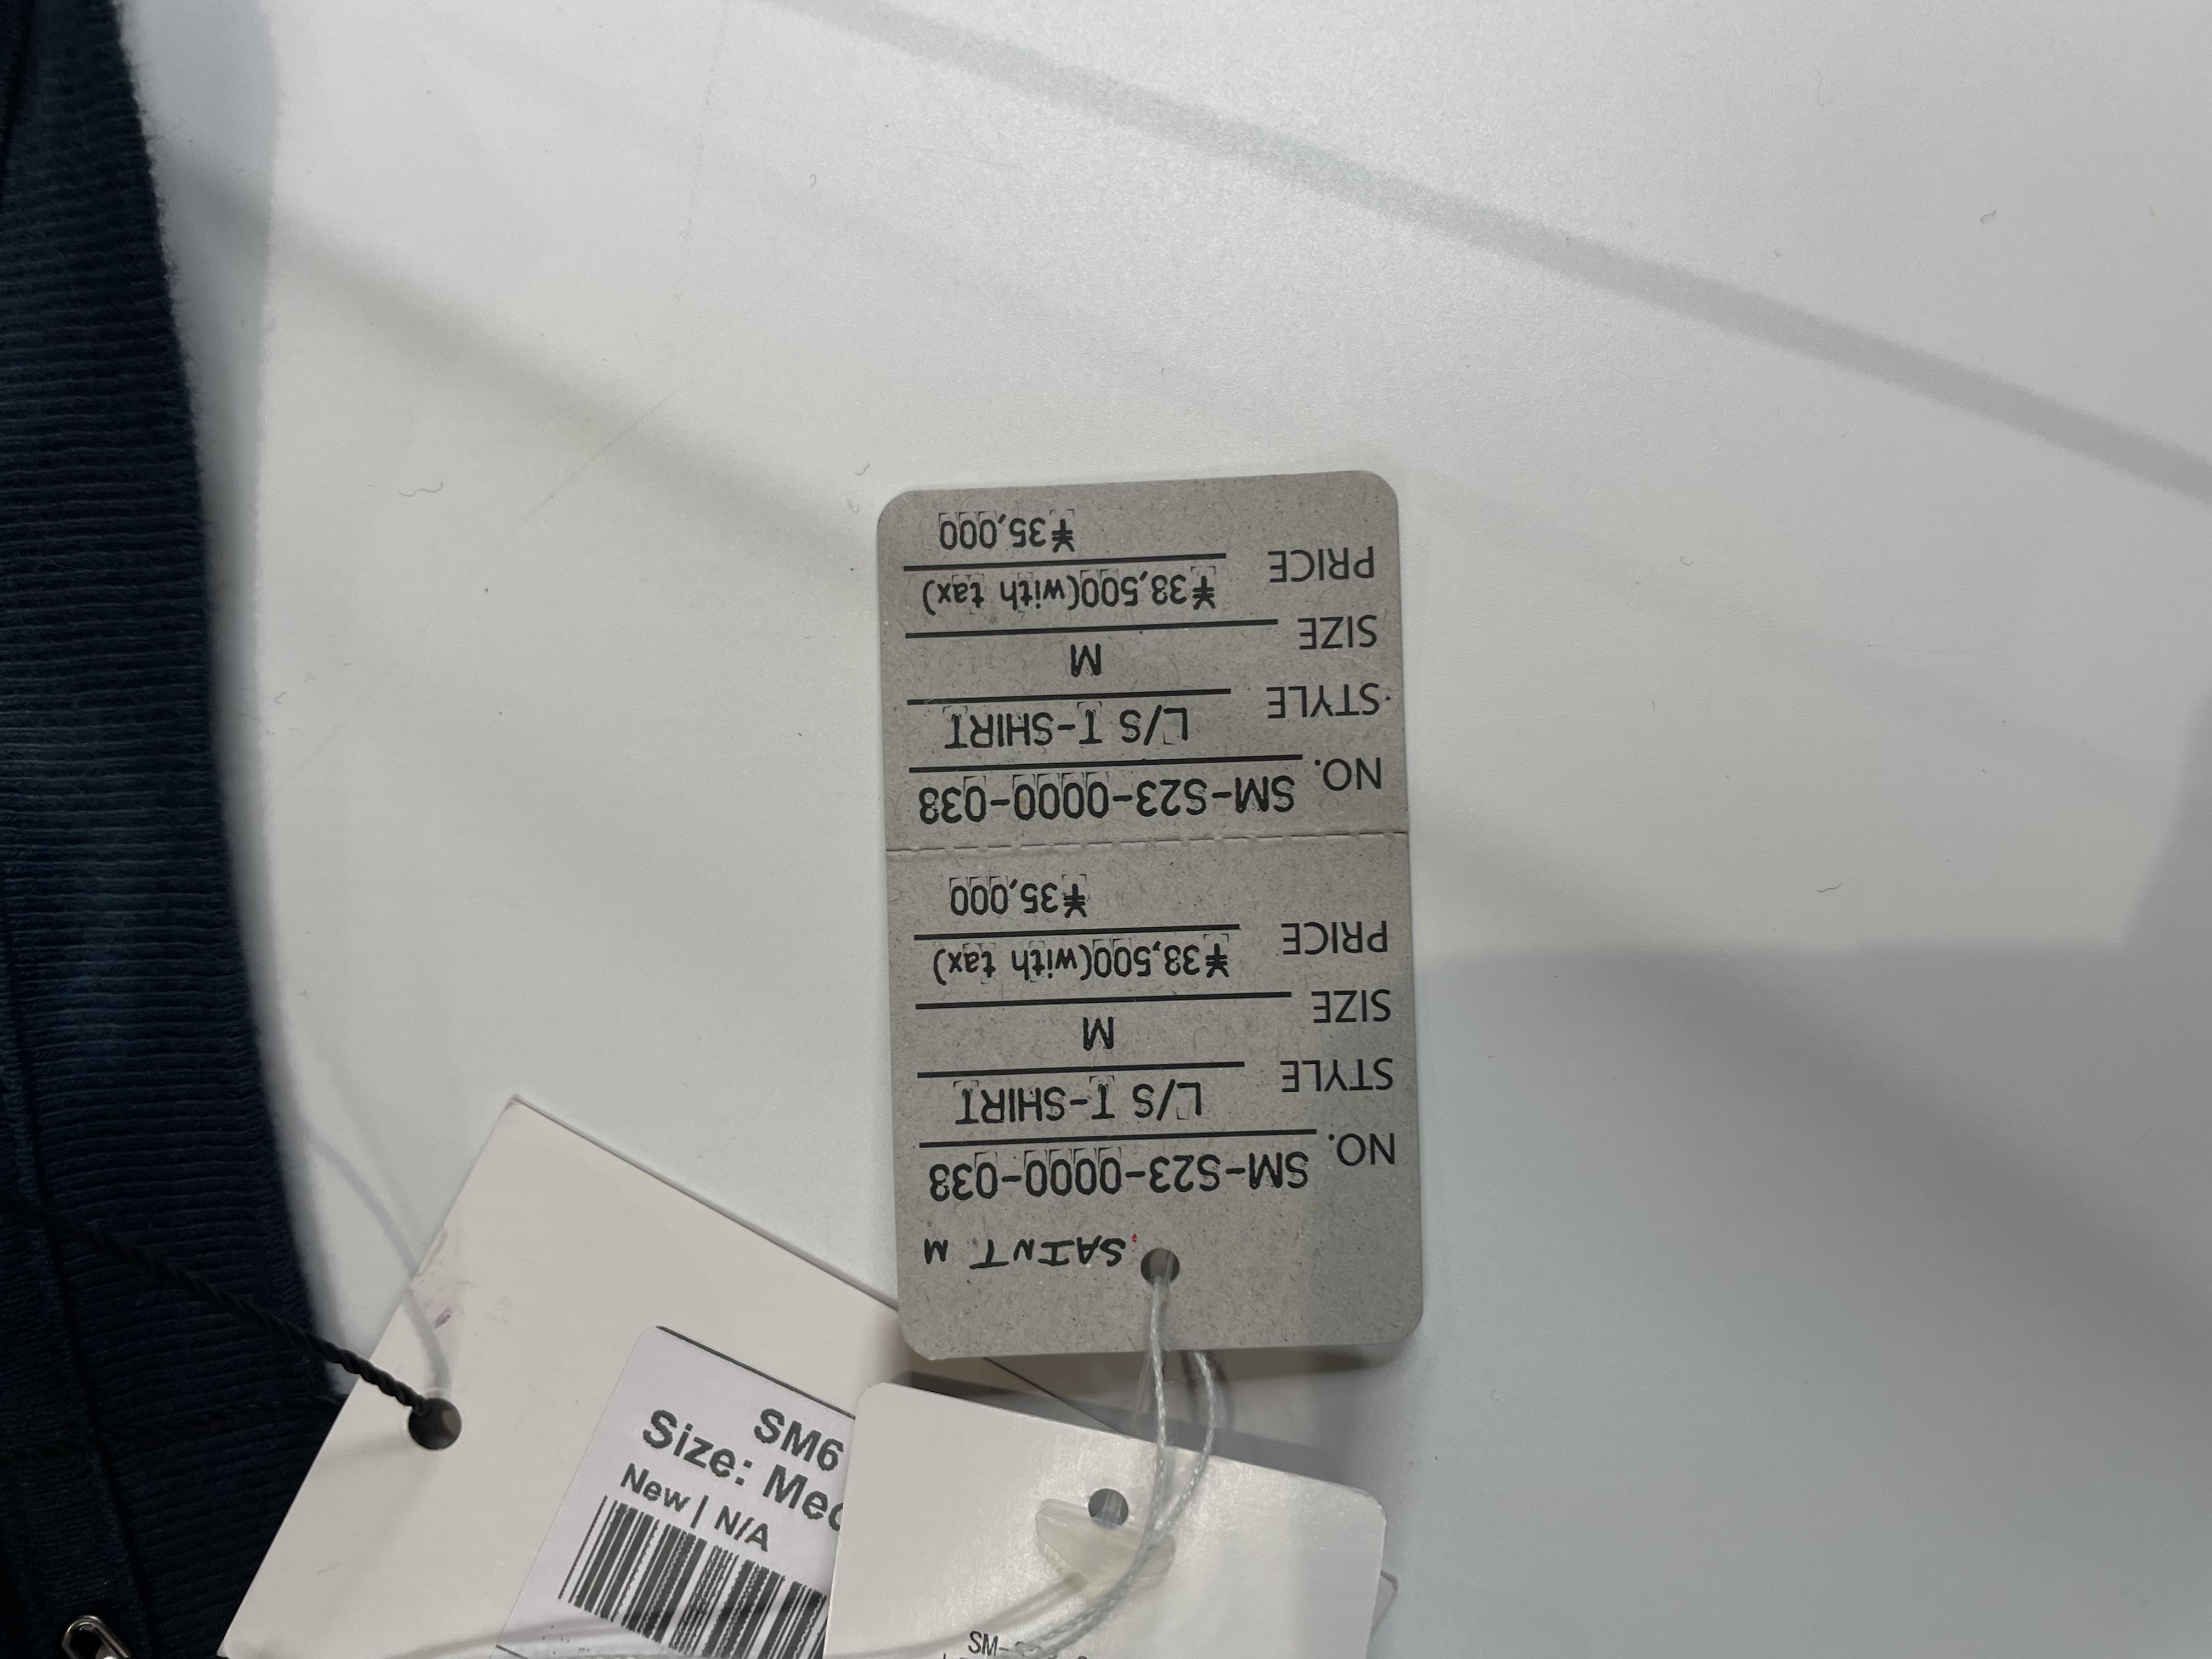 SAINT M
NO. SM-S23-0000-038
STYLE L/S T-SHIRT
SIZE M
PRICE ¥38,500(with tax)
¥35,000
NO. SM-S23-0000-038
STYLE L/S T-SHIRT
SIZE M
PRICE ¥38,500(with tax)
¥35,000
SM6
Size: Med
New | N/A
SM-